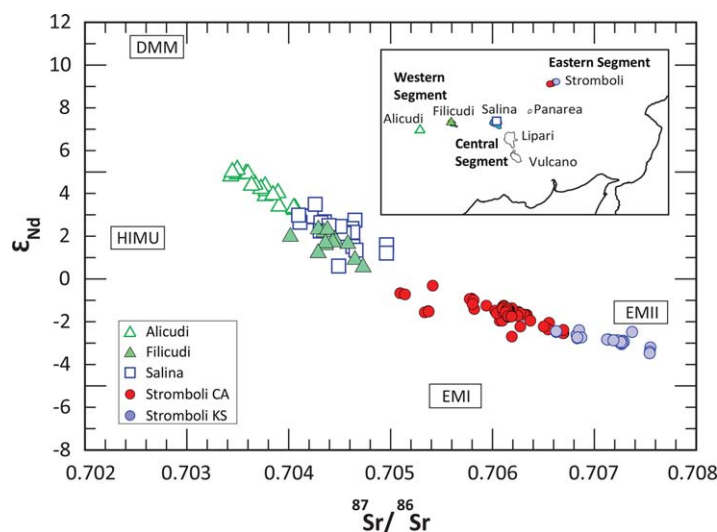 12
10
8
6
4
2
0
-2
-4
-6
-8
εNd
DMM
HIMU
EMI
EMII
Eastern Segment
Stromboli
Western
Segment
Filicudi
Salina
Panarea
Alicudi
Central
Segment
Lipari
Vulcano
Alicudi
Filicudi
Salina
Stromboli CA
Stromboli KS
0.702
0.703
0.704
0.705
0.706
0.707
0.708
87Sr/86Sr